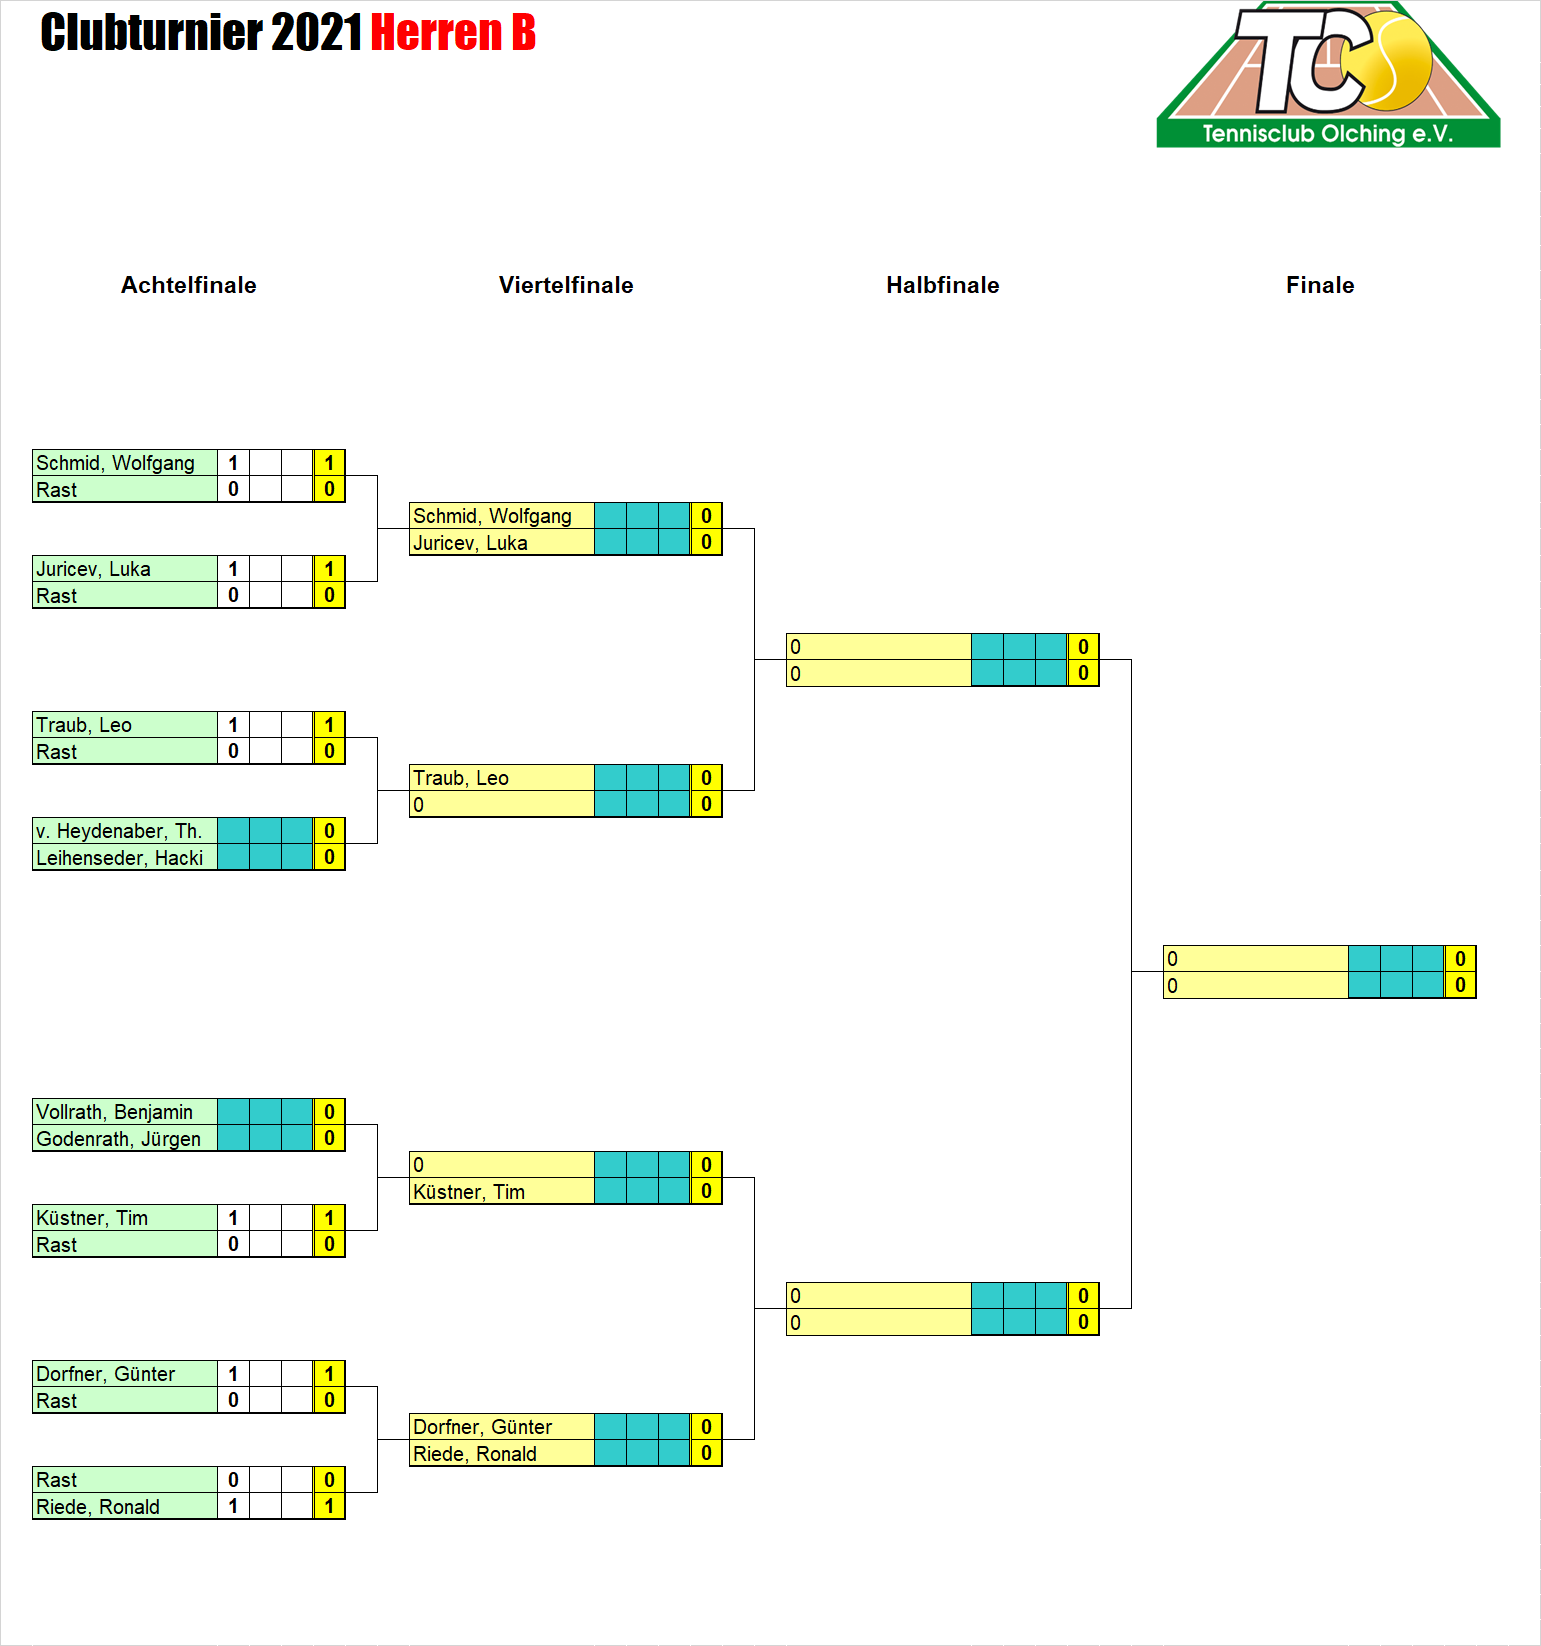 Clubturnier 2021 Herren B
TC
Tennisclub Olching e.V.
Achtelfinale Viertelfinale Halbfinale Finale
Schmid, Wolfgang 1 1
Rast 0 0
Schmid, Wolfgang 0
Juricev, Luka 0
Juricev, Luka 1 1
Rast 0 0
0 0
0 0
Traub, Leo 1 1
Rast 0 0
Traub, Leo 0
0 0
v. Heydenaber, Th. 0
Leihenseder, Hacki 0
0 0
0 0
Vollrath, Benjamin 0
Godenrath, Jürgen 0
0 0
Küstner, Tim 0
Küstner, Tim 1 1
Rast 0 0
0 0
0 0
Dorfner, Günter 1 1
Rast 0 0
Dorfner, Günter 0
Riede, Ronald 0
Rast 0 0
Riede, Ronald 1 1